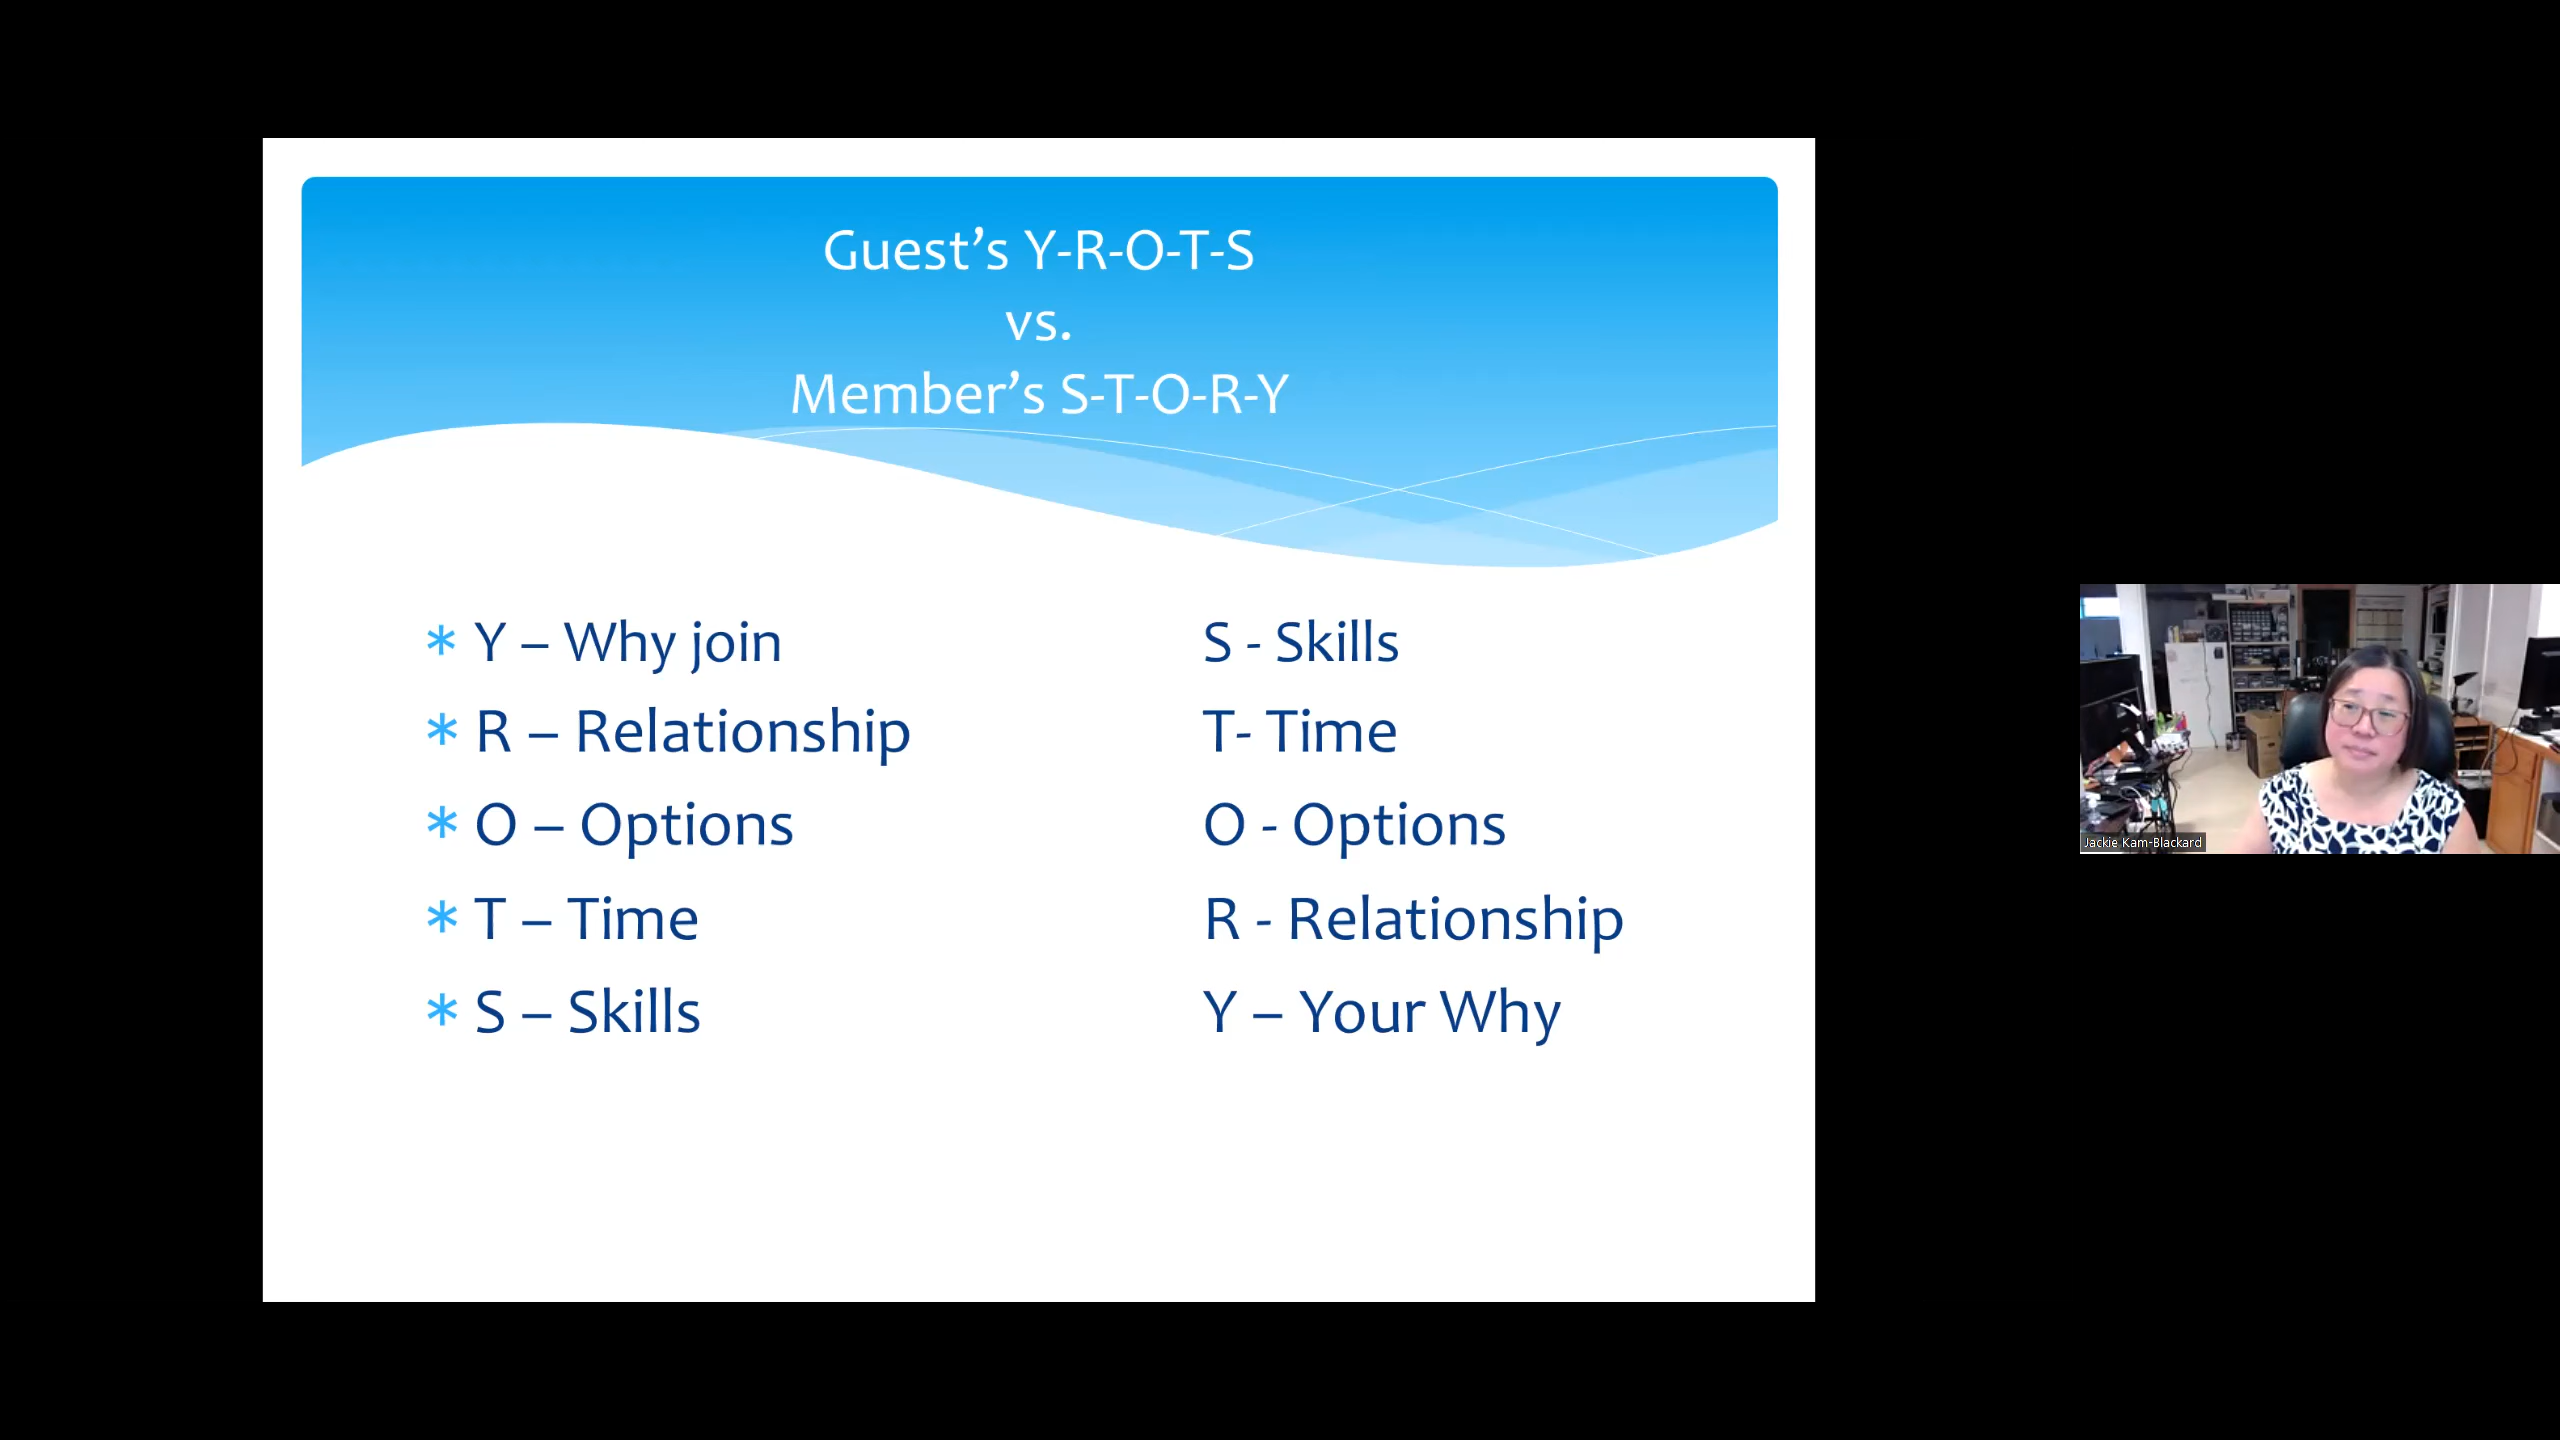 Guest’s Y-R-O-T-S
vs.
Member’s S-T-O-R-Y
* Y – Why join
* R – Relationship
* O – Options
* T – Time
* S – Skills
S - Skills
T- Time
O - Options
R - Relationship
Y – Your Why
Jackie Kam-Blackard